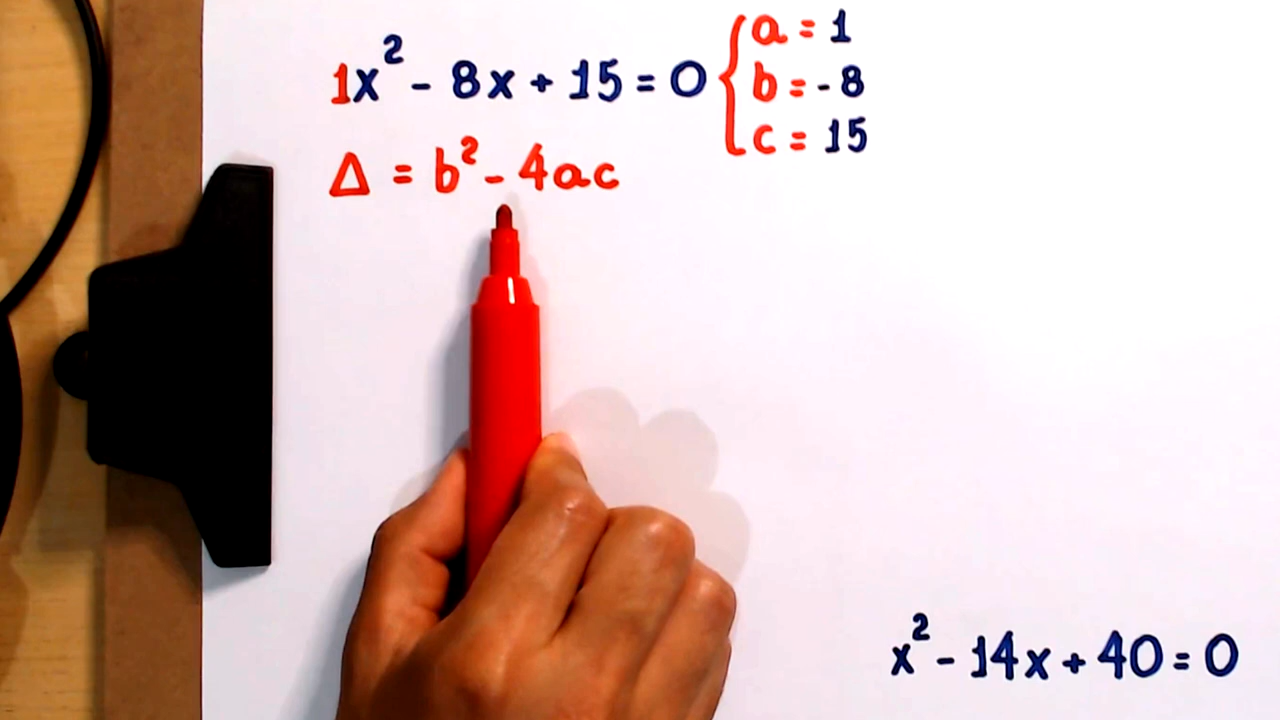 1x² - 8x + 15 = 0
a = 1
b = - 8
c = 15
Δ = b² - 4ac
x² - 14x + 40 = 0